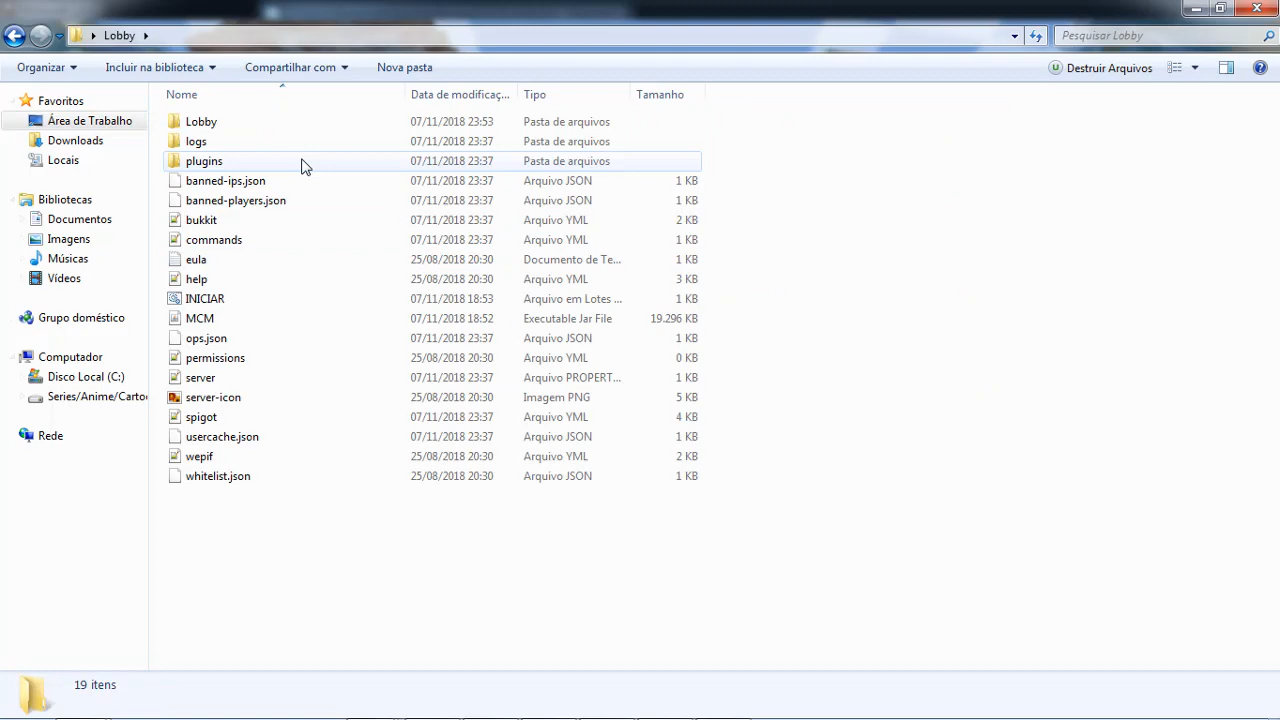 Lobby
Pesquisar Lobby
Organizar Incluir na biblioteca Compartilhar com Nova pasta Destruir Arquivos
Nome Data de modificaç... Tipo Tamanho
Favoritos
Área de Trabalho
Downloads
Locais
Bibliotecas
Documentos
Imagens
Músicas
Vídeos
Grupo doméstico
Computador
Disco Local (C:)
Series/Anime/Carto
Rede
Lobby 07/11/2018 23:53 Pasta de arquivos
logs 07/11/2018 23:37 Pasta de arquivos
plugins 07/11/2018 23:37 Pasta de arquivos
banned-ips.json 07/11/2018 23:37 Arquivo JSON 1 KB
banned-players.json 07/11/2018 23:37 Arquivo JSON 1 KB
bukkit 07/11/2018 23:37 Arquivo YML 2 KB
commands 07/11/2018 23:37 Arquivo YML 1 KB
eula 25/08/2018 20:30 Documento de Te... 1 KB
help 25/08/2018 20:30 Arquivo YML 3 KB
INICIAR 07/11/2018 18:53 Arquivo em Lotes ... 1 KB
MCM 07/11/2018 18:52 Executable Jar File 19.296 KB
ops.json 07/11/2018 23:37 Arquivo JSON 1 KB
permissions 25/08/2018 20:30 Arquivo YML 0 KB
server 07/11/2018 23:37 Arquivo PROPERT... 1 KB
server-icon 25/08/2018 20:30 Imagem PNG 5 KB
spigot 07/11/2018 23:37 Arquivo YML 4 KB
usercache.json 07/11/2018 23:37 Arquivo JSON 1 KB
wepif 25/08/2018 20:30 Arquivo YML 2 KB
whitelist.json 25/08/2018 20:30 Arquivo JSON 1 KB
19 itens